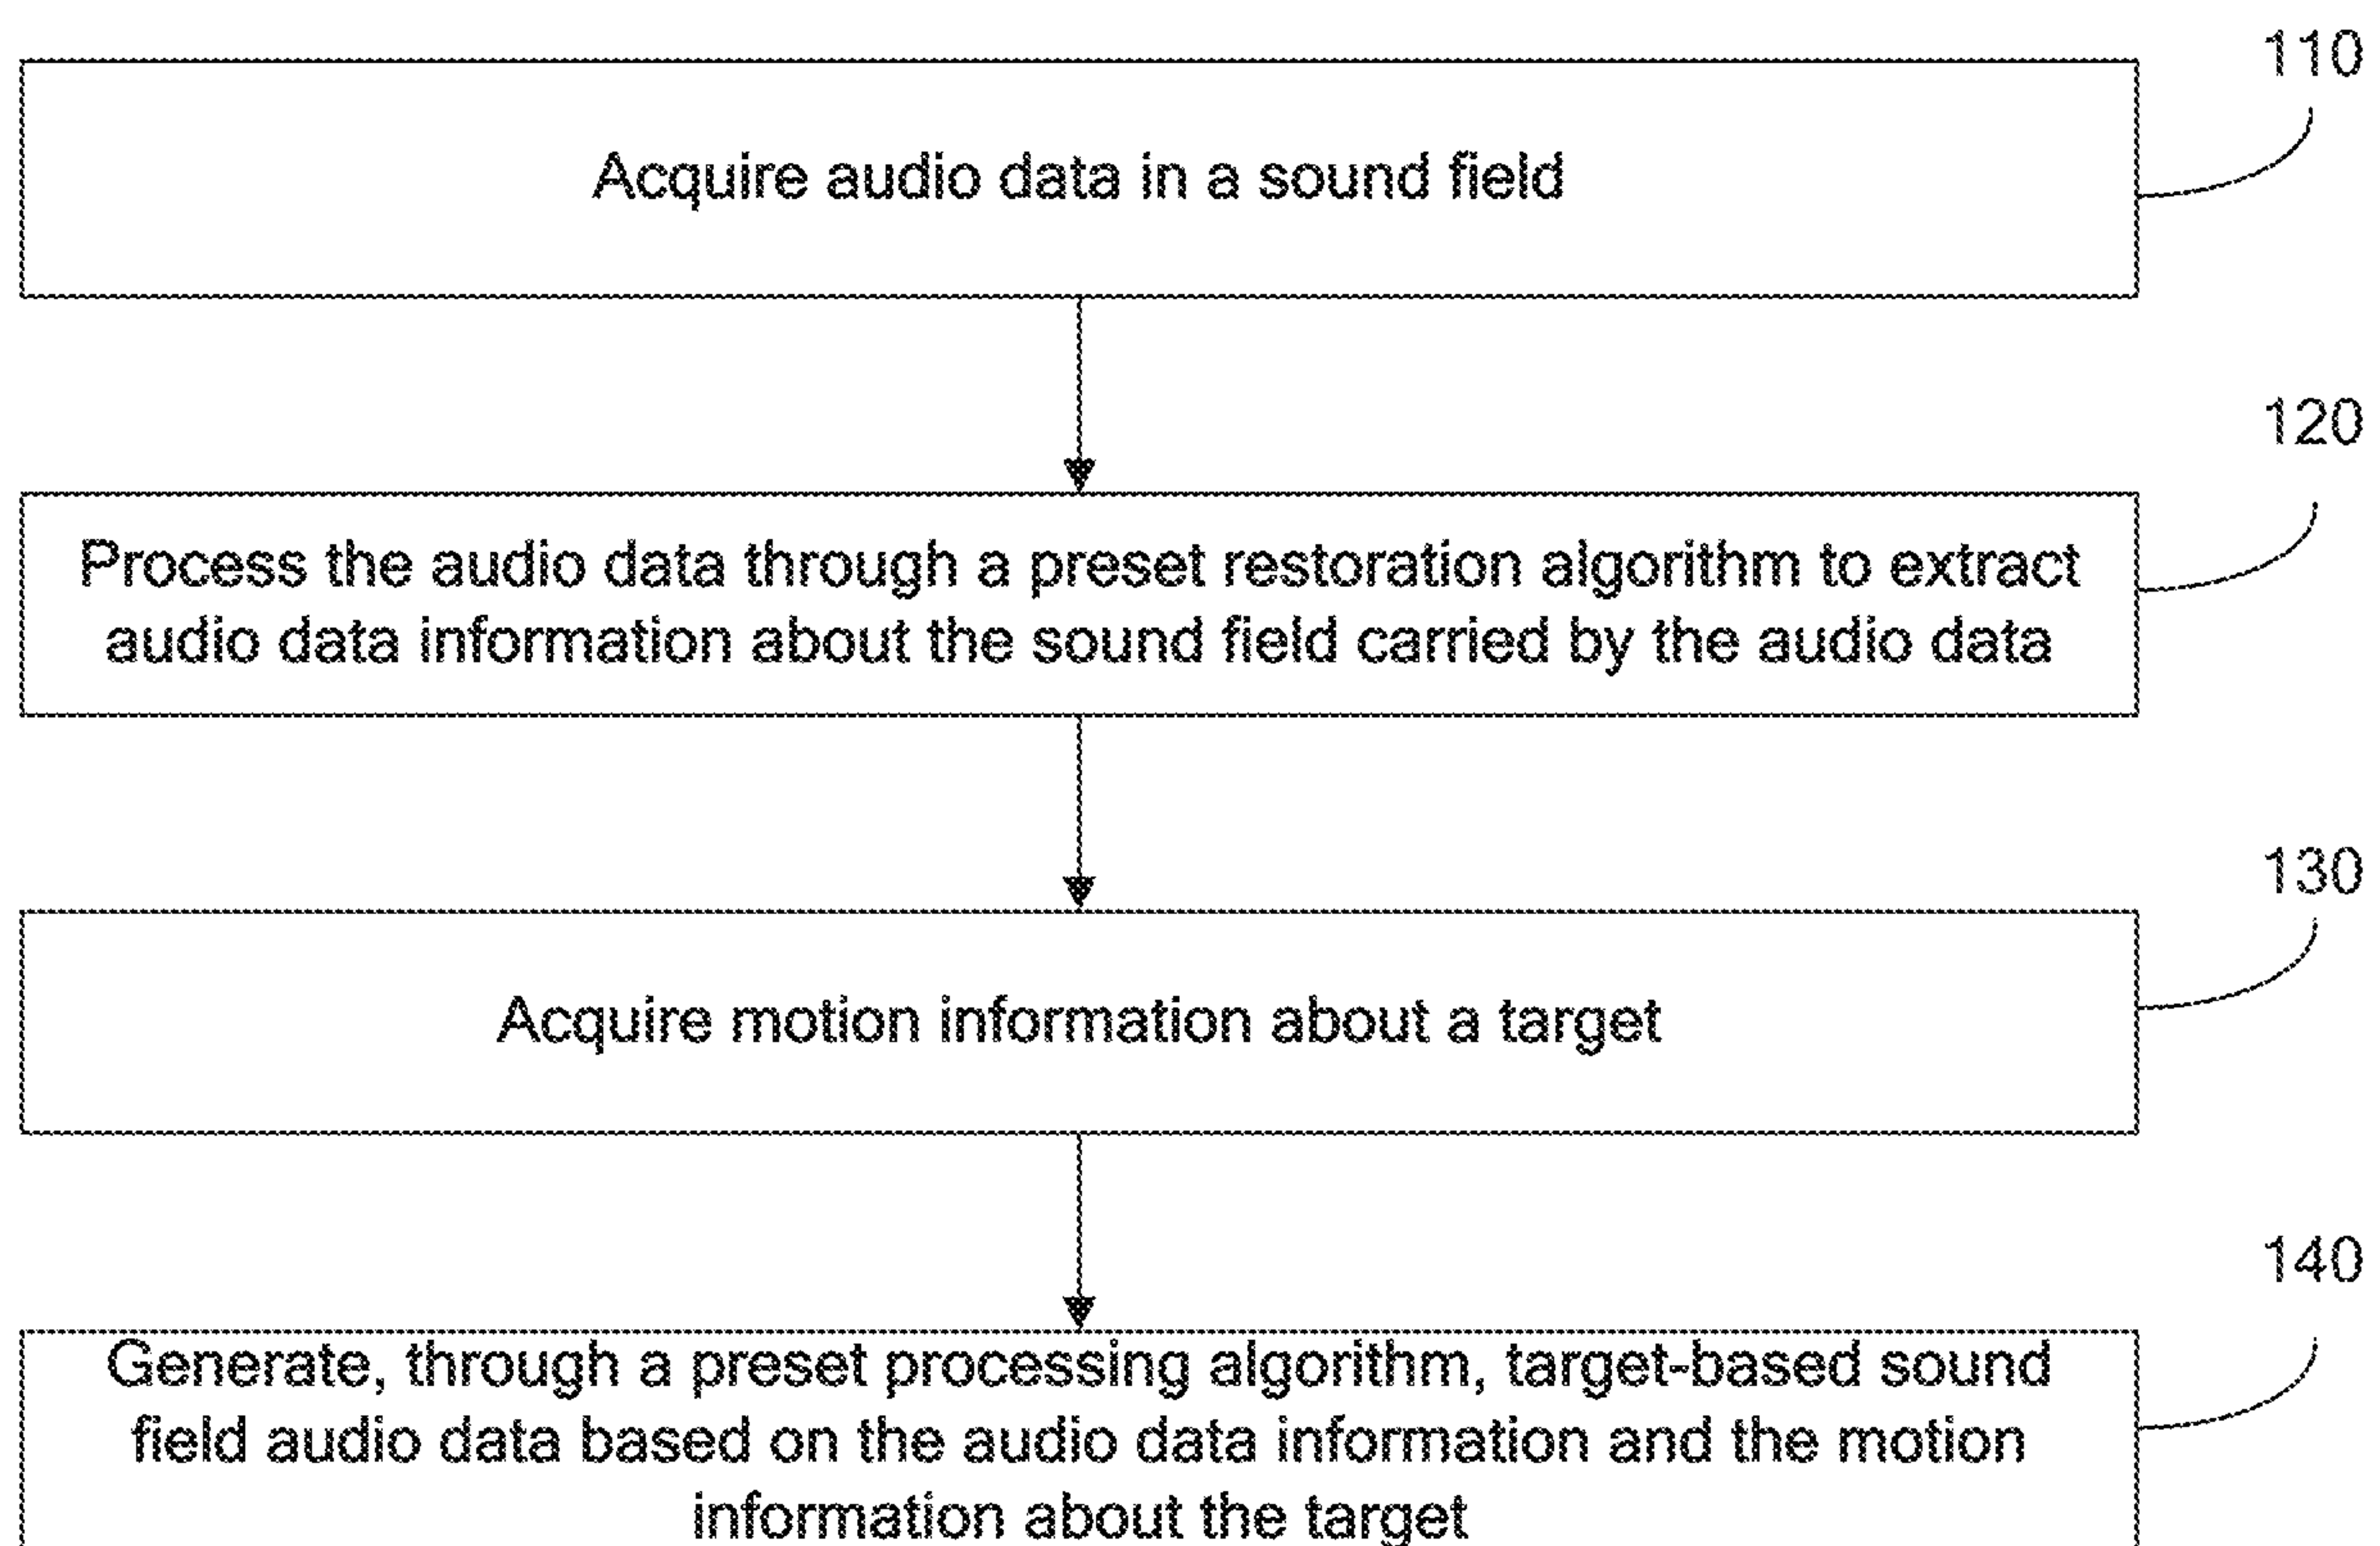 110
Acquire audio data in a sound field
120
Process the audio data through a preset restoration algorithm to extract
audio data information about the sound field carried by the audio data
130
Acquire motion information about a target
140
Generate, through a preset processing algorithm, target-based sound
field audio data based on the audio data information and the motion
information about the target